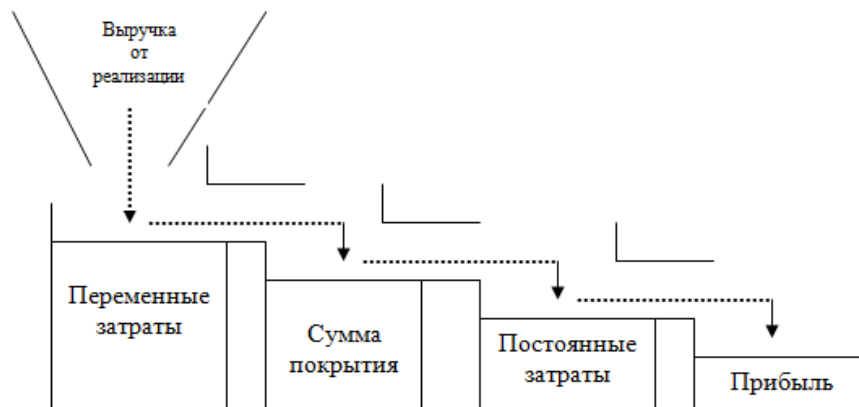 Выручка
от
реализации
Переменные
затраты
Сумма
покрытия
Постоянные
затраты
Прибыль